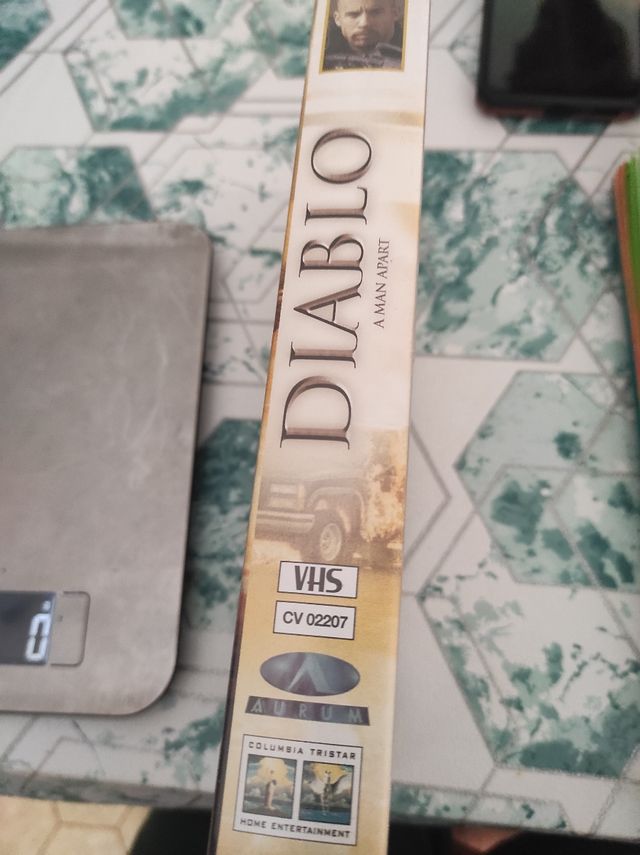 DIABLO
A MAN APART
VHS
CV 02207
AURUM
COLUMBIA TRISTAR
HOME ENTERTAINMENT
0